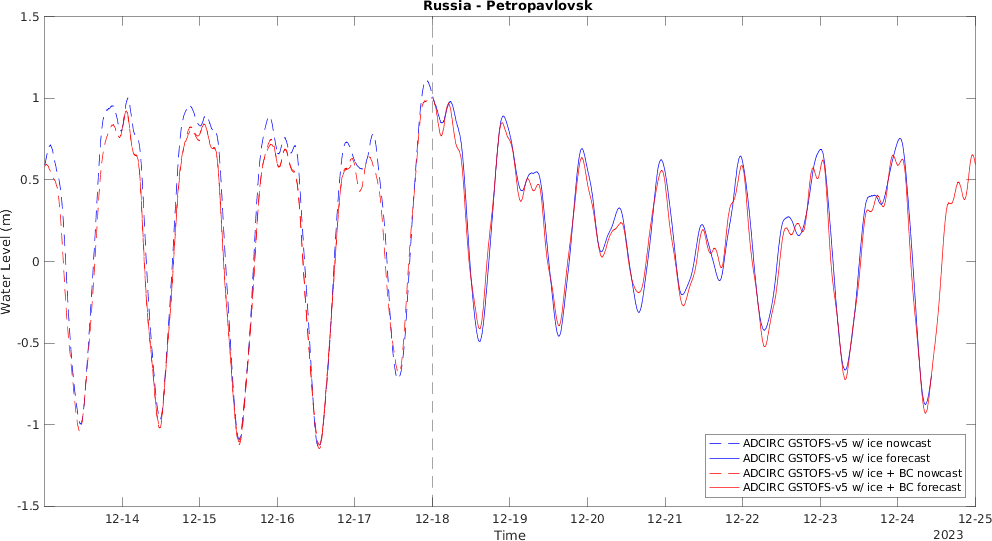 Russia - Petropavlovsk
1.5
1
0.5
0
-0.5
-1
-1.5
Water Level (m)
ADCIRC GSTOFS-v5 w/ ice nowcast
ADCIRC GSTOFS-v5 w/ ice forecast
ADCIRC GSTOFS-v5 w/ ice + BC nowcast
ADCIRC GSTOFS-v5 w/ ice + BC forecast
12-14 12-15 12-16 12-17 12-18 12-19 12-20 12-21 12-22 12-23 12-24 12-25
Time
2023